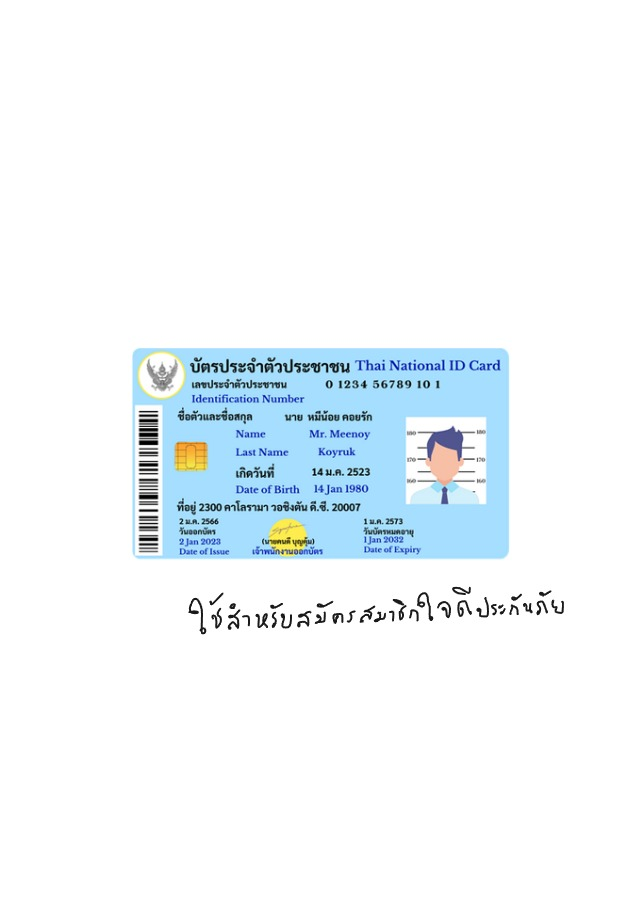 บัตรประจำตัวประชาชน Thai National ID Card
เลขประจำตัวประชาชน 0 1234 56789 10 1
Identification Number
ชื่อตัวและชื่อสกุล นาย หมีน้อย คอยรัก
Name Mr. Meenoy
Last Name Koyruk
เกิดวันที่ 14 ม.ค. 2523
Date of Birth 14 Jan 1980
ที่อยู่ 2300 คาโลรามา วอชิงตัน ดี.ซี. 20007
180 180
170 170
160 160
2 ม.ค. 2566
วันออกบัตร
2 Jan 2023
Date of Issue
(นายคนดี บุญคุ้ม)
เจ้าพนักงานออกบัตร
1 ม.ค. 2573
วันบัตรหมดอายุ
1 Jan 2032
Date of Expiry
ใช้สำหรับสมัครสมาชิกใจดีประกันภัย